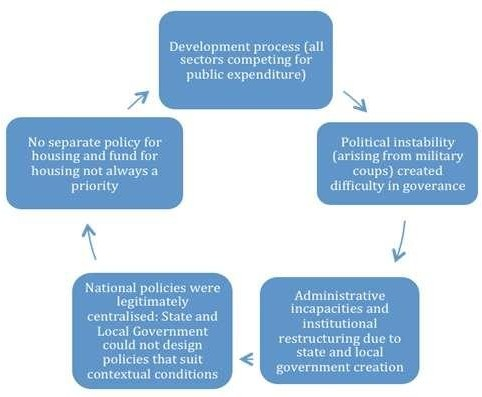 Development process (all
sectors competing for
public expenditure)
Political instability
(arising from military
coups) created
difficulty in goverance
Administrative
incapacities and
institutional
restructuring due to
state and local
government creation
National policies were
legitimately
centralised: State and
Local Government
could not design
policies that suit
contextual conditions
No separate policy for
housing and fund for
housing not always a
priority